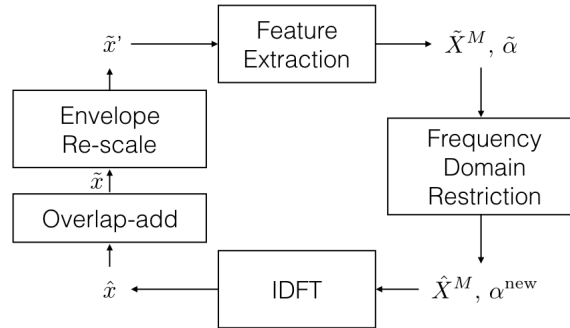 x̃'
Feature
Extraction
X̃^M, α̃
Envelope
Re-scale
Frequency
Domain
Restriction
x̃
Overlap-add
x̂
IDFT
X̂^M, α^new